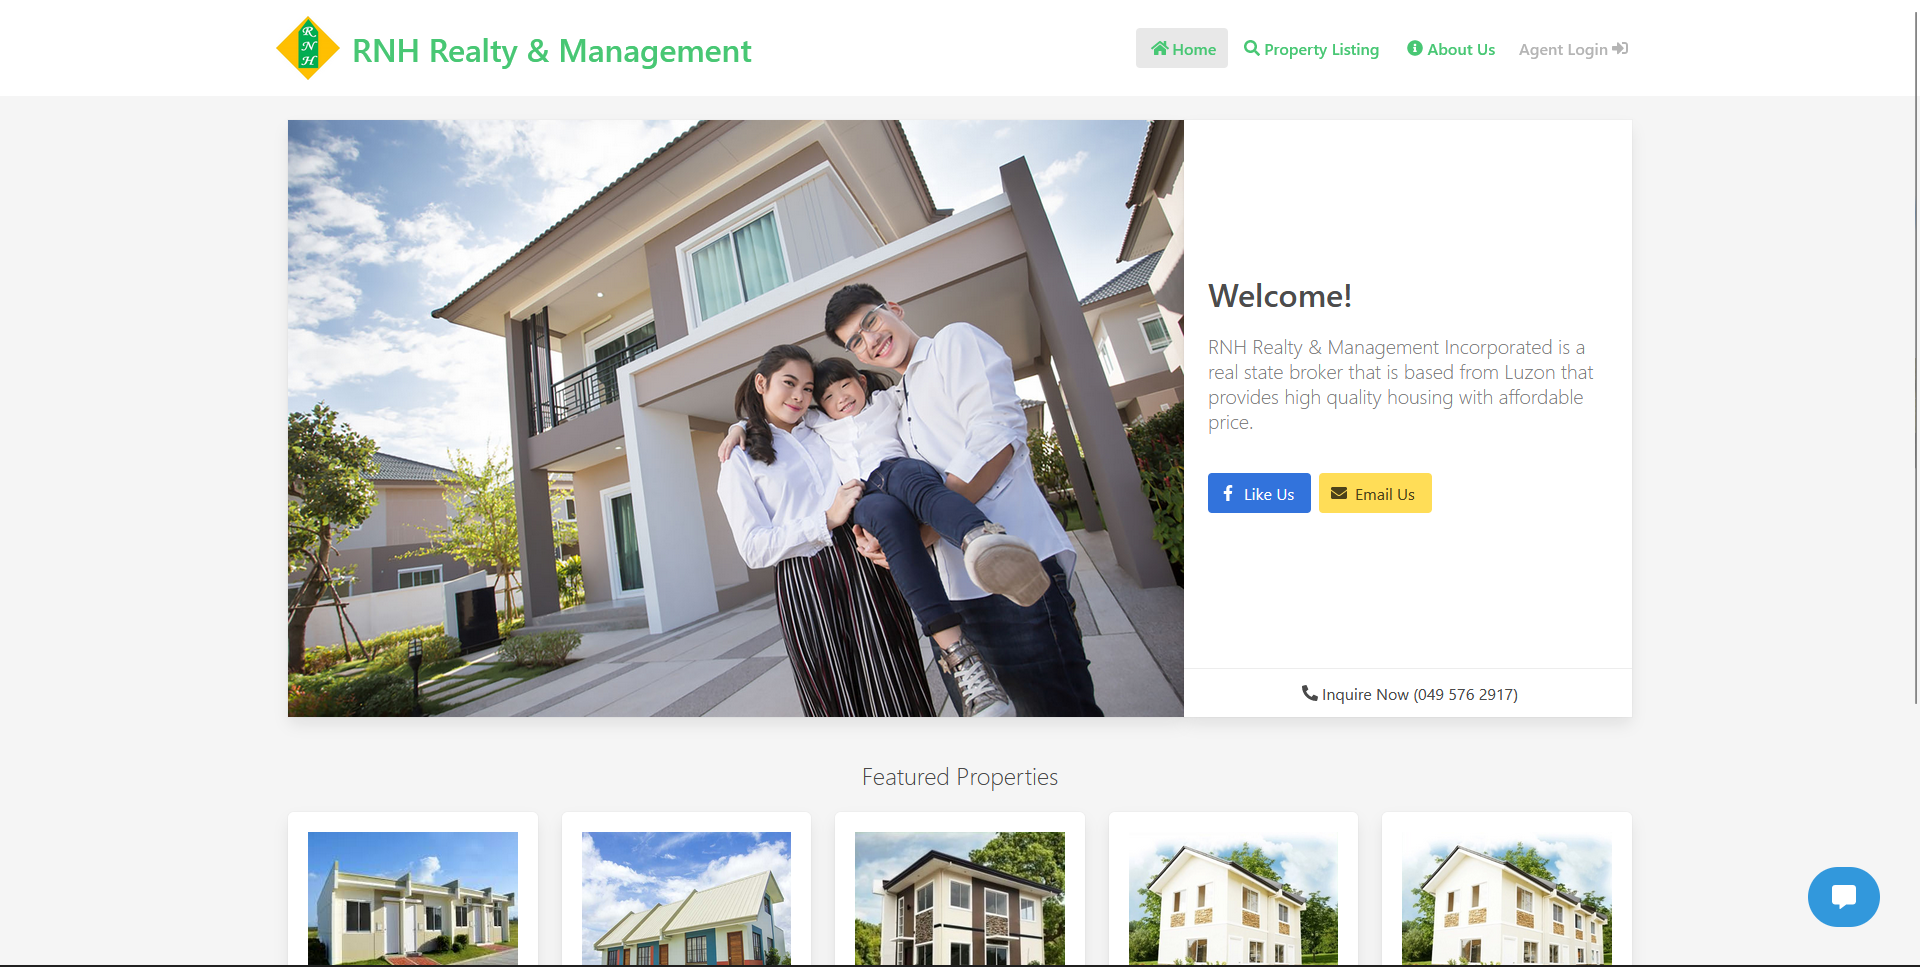 R
N
H
RNH Realty & Management
Home
Property Listing
About Us
Agent Login
Welcome!
RNH Realty & Management Incorporated is a
real state broker that is based from Luzon that
provides high quality housing with affordable
price.
Like Us
Email Us
Inquire Now (049 576 2917)
Featured Properties